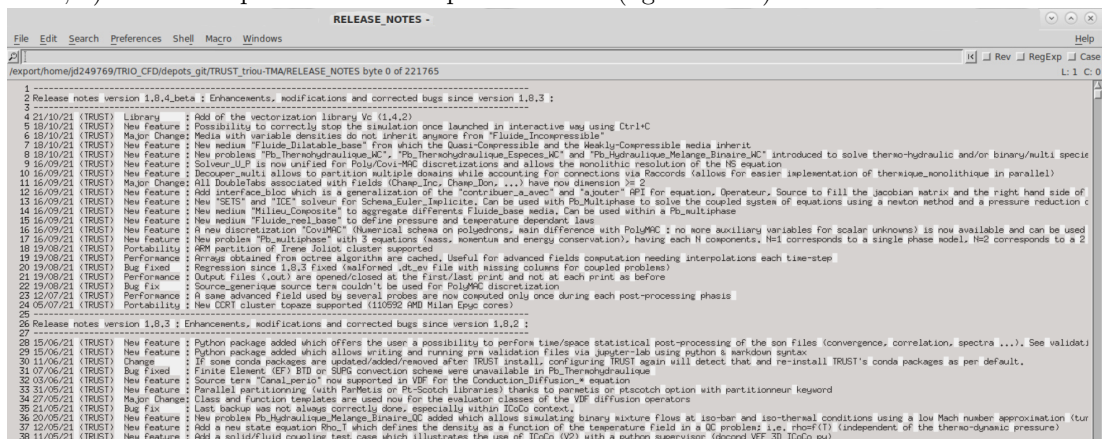 RELEASE_NOTES -
File Edit Search Preferences Shell Macro Windows Help
Rev RegExp Case
/export/home/jd249769/TRIO_CFD/depots_git/TRUST_triou-TMA/RELEASE_NOTES byte 0 of 221765 L: 1 C: 0
1 ----------------------------------------------------------------------------------------------------
2 Release notes version 1.8.4_beta : Enhancements, modifications and corrected bugs since version 1.8.3 :
3 ----------------------------------------------------------------------------------------------------
4 21/10/21 (TRUST) Library : Add of the vectorization library Vc (1.4.2)
5 18/10/21 (TRUST) New feature : Possibility to correctly stop the simulation once launched in interactive way using Ctrl+C
6 18/10/21 (TRUST) Major Change: Media with variable densities do not inherit anymore from "Fluide_Incompressible"
7 18/10/21 (TRUST) New feature : New medium "Fluide_Dilatable_base" from which the Quasi-Compressible and the Weakly-Compressible media inherit
8 18/10/21 (TRUST) New feature : New problems "Pb_Thermohydraulique_WC", "Pb_Thermohydraulique_Especes_WC" and "Pb_Hydraulique_Melange_Binaire_WC" introduced to solve thermo-hydraulic and/or binary/multi specie
9 16/09/21 (TRUST) New feature : Solveur_U_P is now unified for Poly/Covi-MAC discretizations and allows the monolithic resolution of the NS equation
10 16/09/21 (TRUST) New feature : Decouper_multi allows to partition multiple domains while accounting for connections via Raccords (allows for easier implementation of thermique_monolithique in parallel)
11 16/09/21 (TRUST) Major Change: All DoubleTabs associated with fields (Champ_Inc, Champ_Don, ...) have now dimension >= 2
12 16/09/21 (TRUST) New feature : Add interface_bloc which is a generalization of the "contribuer_a_avec" and "ajouter" API for equation, Operateur, Source to fill the jacobian matrix and the right hand side of
13 16/09/21 (TRUST) New feature : New "SETS" and "ICE" solveur for Schema_Euler_Implicite. Can be used with Pb_Multiphase to solve the coupled system of equations using a newton method and a pressure reduction
14 16/09/21 (TRUST) New feature : New medium "Milieu_Composite" to aggregate differents Fluide_base media. Can be used within a Pb_multiphase
15 16/09/21 (TRUST) New feature : New medium "Fluide_reel_base" to define pressure and temperature dependant laws
16 16/09/21 (TRUST) New feature : A new discretization "CoviMAC" (Numerical schema on polyedrons, main difference with PolyMAC : no more auxiliary variables for scalar unknowns) is now available and can be used
17 16/09/21 (TRUST) New feature : New problem "Pb_multiphase" with 3 equations (mass, momentum and energy conservation), having each N components. N=1 corresponds to a single phase model, N=2 corresponds to a 2
18 19/08/21 (TRUST) Portability : ARM partition of Irene Joliot cluster supported
19 19/08/21 (TRUST) Performance : Arrays obtained from octree algorithm are cached. Useful for advanced fields computation needing interpolations each time-step
20 19/08/21 (TRUST) Bug fixed : Regression since 1.8.3 fixed (malformed .dt_ev file with missing columns for coupled problems)
21 19/08/21 (TRUST) Performance : Output files (.out) are opened/closed at the first/last print and not at each print as before
22 19/08/21 (TRUST) Bug fix : Source_generique source term couldn't be used for PolyMAC discretization
23 12/07/21 (TRUST) Performance : A same advanced field used by several probes are now computed only once during each post-processing phasis
24 05/07/21 (TRUST) Portability : New CCRT cluster topaze supported (110592 AMD Milan Epyc cores)
25 ----------------------------------------------------------------------------------------------------
26 Release notes version 1.8.3 : Enhancements, modifications and corrected bugs since version 1.8.2 :
27 ----------------------------------------------------------------------------------------------------
28 15/06/21 (TRUST) New feature : Python package added which offers the user a possibility to perform time/space statistical post-processing of the son files (convergence, correlation, spectra ...). See validati
29 15/06/21 (TRUST) New feature : Python package added which allows writing and running prm validation files via jupyter-lab using python & markdown syntax
30 11/06/21 (TRUST) Change : If some conda packages are updated/added/removed after TRUST install, configuring TRUST again will detect that and re-install TRUST's conda packages as per default.
31 07/06/21 (TRUST) Bug fixed : Finite Element (EF) BTD or SUPG convection scheme were unavailable in Pb_Thermohydraulique
32 03/06/21 (TRUST) New feature : Source term "Canal_perio" now supported in VDF for the Conduction_Diffusion_* equation
33 31/05/21 (TRUST) New feature : Parallel partitionning (with ParMetis or Pt-Scotch libraries) thanks to parmetis or ptscotch option with partitionneur keyword
34 27/05/21 (TRUST) Major Change: Class and function templates are used now for the evaluator classes of the VDF diffusion operators
35 21/05/21 (TRUST) Bug fix : Last backup was not always correctly done, especially within ICoCo context.
36 20/05/21 (TRUST) New feature : New problem Pb_Hydraulique_Melange_Binaire_QC added which allows simulating binary mixture flows at iso-bar and iso-thermal conditions using a low Mach number approximation (tur
37 12/05/21 (TRUST) New feature : Add a new state equation Rho_T which defines the density as a function of the temperature field in a QC problem: i.e. rho=f(T) (independent of the thermo-dynamic pressure)
38 11/05/21 (TRUST) New feature : Add a solid/fluid coupling test case which illustrates the use of ICoCo (V2) with a python supervisor (docond_VEF_3D_ICoCo_py)